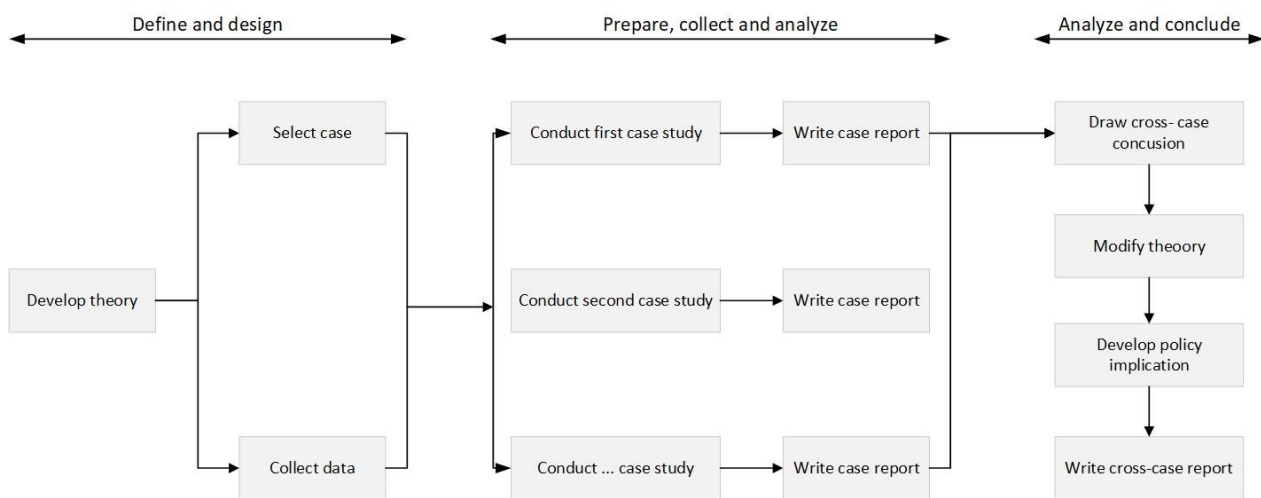 Define and design
Prepare, collect and analyze
Analyze and conclude
Select case
Conduct first case study
Write case report
Draw cross- case
concusion
Develop theory
Conduct second case study
Write case report
Modify theoory
Develop policy
implication
Collect data
Conduct ... case study
Write case report
Write cross-case report